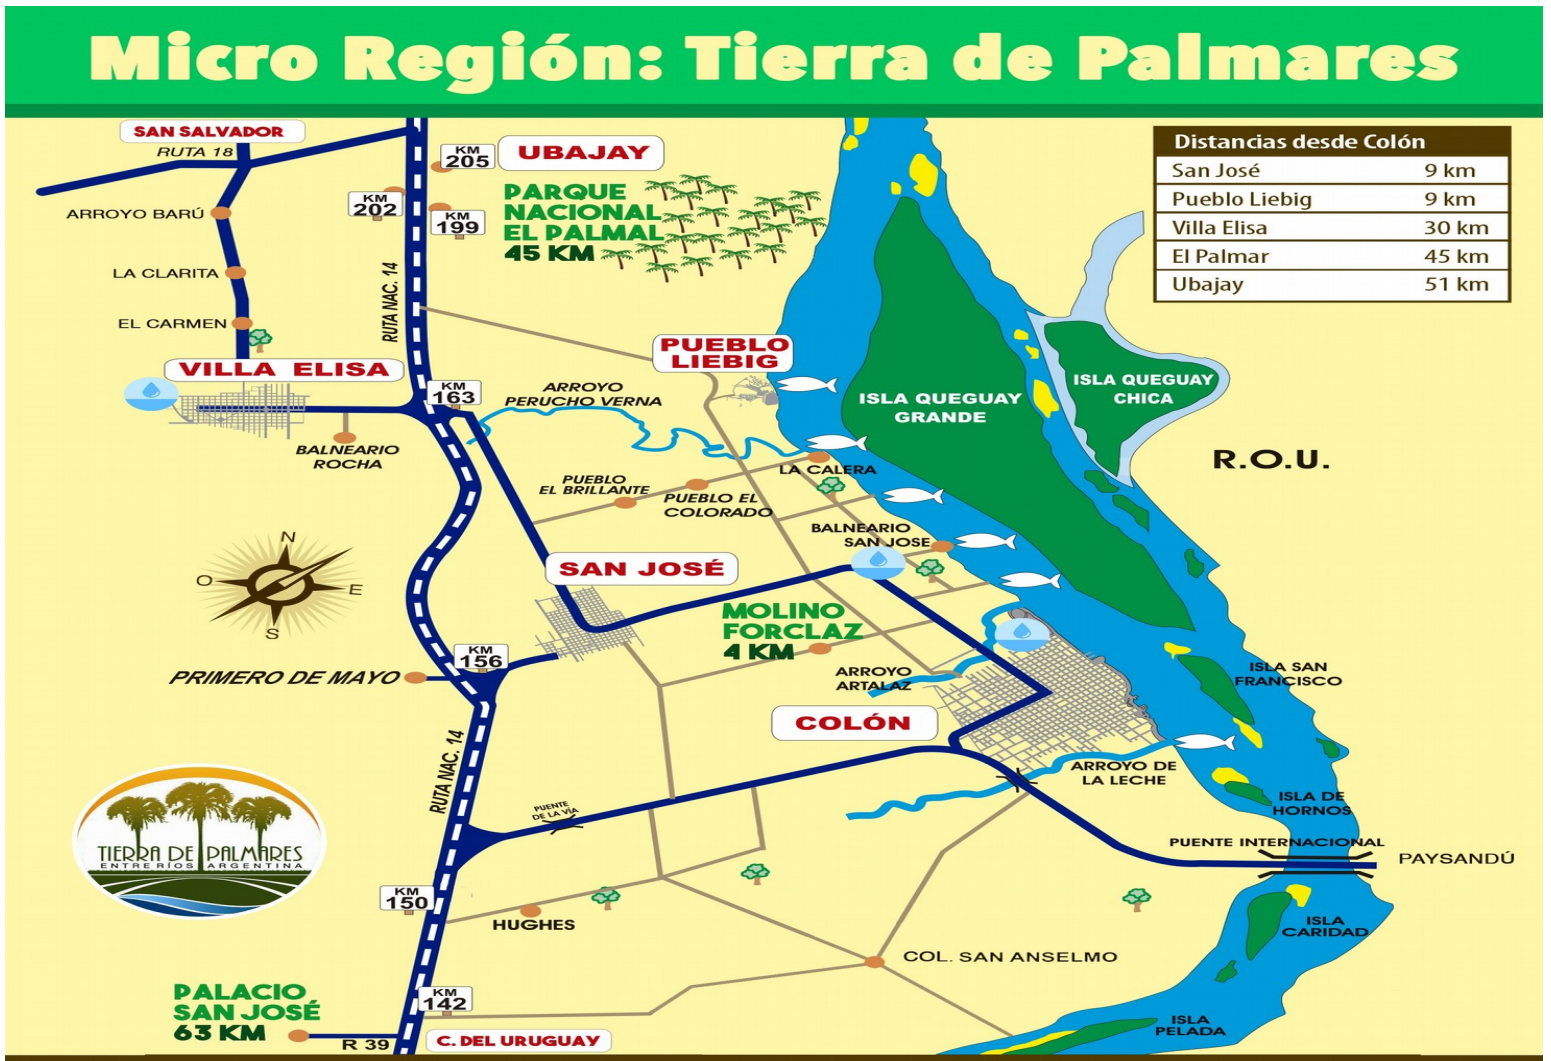 Micro Región: Tierra de Palmares
SAN SALVADOR
RUTA 18
ARROYO BARÚ
LA CLARITA
EL CARMEN
VILLA ELISA
BALNEARIO
ROCHA
RUTA NAC. 14
KM
205
KM
202
KM
199
UBAJAY
PARQUE
NACIONAL
EL PALMAL
45 KM
Distancias desde Colón
San José 9 km
Pueblo Liebig 9 km
Villa Elisa 30 km
El Palmar 45 km
Ubajay 51 km
KM
163
ARROYO
PERUCHO VERNA
PUEBLO
LIEBIG
ISLA QUEGUAY
GRANDE
ISLA QUEGUAY
CHICA
R.O.U.
LA CALERA
PUEBLO
EL BRILLANTE
PUEBLO EL
COLORADO
BALNEARIO
SAN JOSE
N
O
E
S
SAN JOSÉ
MOLINO
FORCLAZ
4 KM
KM
156
PRIMERO DE MAYO
ARROYO
ARTALAZ
ISLA SAN
FRANCISCO
COLÓN
RUTA NAC. 14
ARROYO DE
LA LECHE
ISLA DE
HORNOS
PUENTE
DE LA VÍA
PUENTE INTERNACIONAL
PAYSANDÚ
TIERRA DE PALMARES
ENTRE RÍOS ARGENTINA
KM
150
HUGHES
ISLA
CARIDAD
COL. SAN ANSELMO
PALACIO
SAN JOSÉ
63 KM
KM
142
R 39
C. DEL URUGUAY
ISLA
PELADA